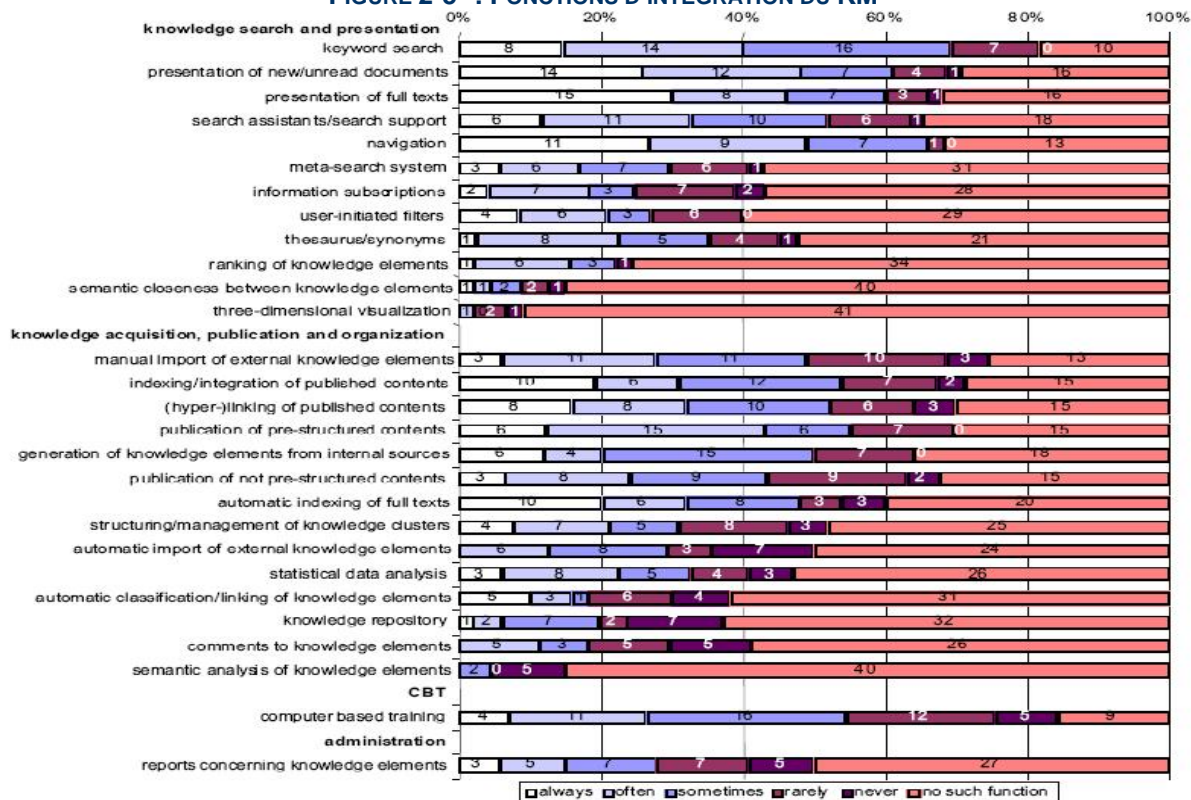 FIGURE 2-6 : FONCTIONS D'INTEGRATION DU KM
0% 20% 40% 60% 80% 100%
knowledge search and presentation
keyword search 8 14 16 7 0 10
presentation of new/unread documents 14 12 7 4 1 16
presentation of full texts 15 8 7 3 1 16
search assistants/search support 6 11 10 6 1 18
navigation 11 9 7 1 0 13
meta-search system 3 6 7 6 1 31
information subscriptions 2 7 3 7 2 28
user-initiated filters 4 6 3 6 0 29
thesaurus/synonyms 1 8 5 4 1 21
ranking of knowledge elements 1 6 3 1 34
semantic closeness between knowledge elements 1 1 2 2 1 40
three-dimensional visualization 1 0 2 1 41
knowledge acquisition, publication and organization
manual import of external knowledge elements 3 11 11 10 3 13
indexing/integration of published contents 10 6 12 7 2 15
(hyper-)linking of published contents 8 8 10 6 3 15
publication of pre-structured contents 6 15 6 7 0 15
generation of knowledge elements from internal sources 6 4 15 7 0 18
publication of not pre-structured contents 3 8 9 9 2 15
automatic indexing of full texts 10 6 8 3 3 20
structuring/management of knowledge clusters 4 7 5 8 3 25
automatic import of external knowledge elements 6 8 3 7 24
statistical data analysis 3 8 5 4 3 26
automatic classification/linking of knowledge elements 5 3 1 6 4 31
knowledge repository 1 2 7 2 7 32
comments to knowledge elements 5 3 5 5 26
semantic analysis of knowledge elements 2 0 5 40
CBT
computer based training 4 11 16 12 5 9
administration
reports concerning knowledge elements 3 5 7 7 5 27
always often sometimes rarely never no such function